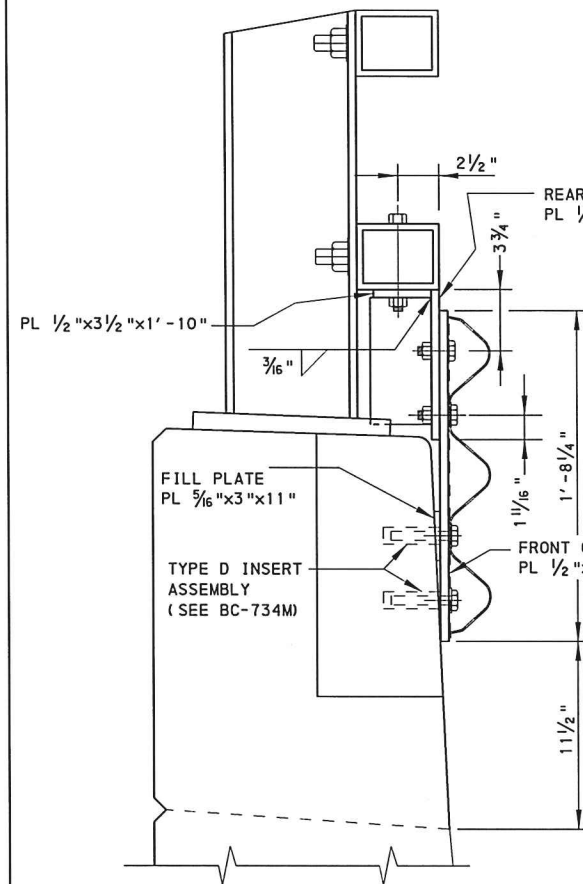 2½"
REAR
PL
3¾"
PL ½"x3½"x1'-10"
3/16"
1 11/16"
1'-8¼"
FILL PLATE
PL 5/16"x3"x11"
TYPE D INSERT
ASSEMBLY
(SEE BC-734M)
FRONT
PL ½"x
11½"